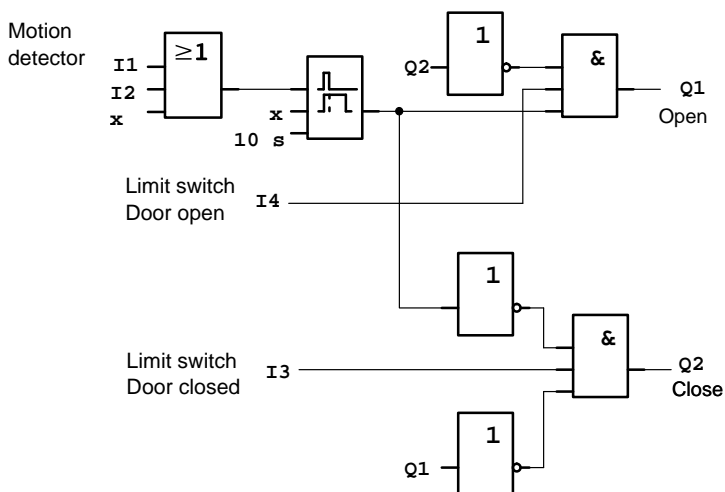 Motion
detector
I1
I2
x
≥1
x
10 s
Q2
1
&
Q1
Open
Limit switch
Door open
I4
1
Limit switch
Door closed
I3
&
Q2
Close
Q1
1